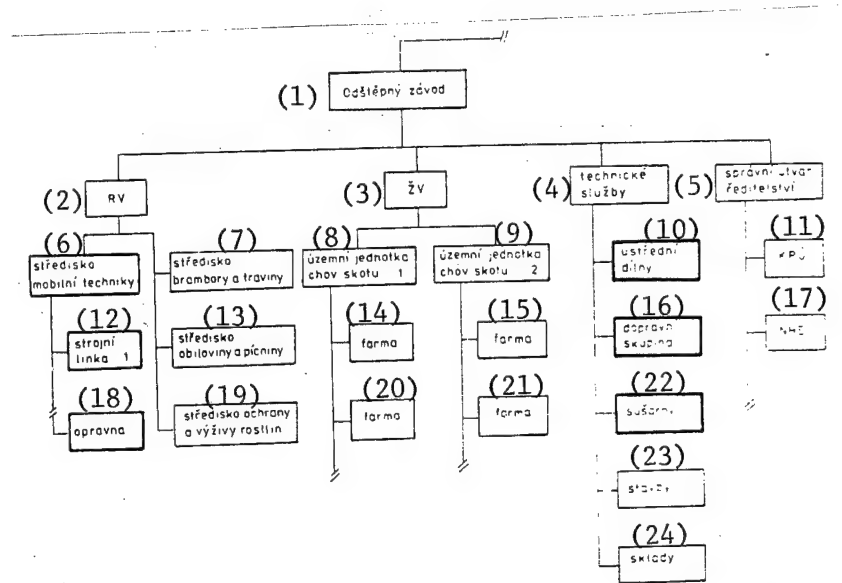 (1) Odštěpný závod
(2) RV
(3) ŽV
(4) technické
služby
(5) správní útvar
ředitelství
(6)
středisko
mobilní techniky
(7)
středisko
brambory a traviny
(8)
územní jednotka
chov skotu 1
(9)
územní jednotka
chov skotu 2
(10)
ústřední
dílny
(11)
(12)
strojní
linka 1
(13)
středisko
obiloviny a pícniny
(14)
farma
(15)
farma
(16)
doprav.
skupina
(17)
(18)
opravna
(19)
středisko ochrany
a výživy rostlin
(20)
farma
(21)
farma
(22)
sušárny
(23)
stavby
(24)
sklady